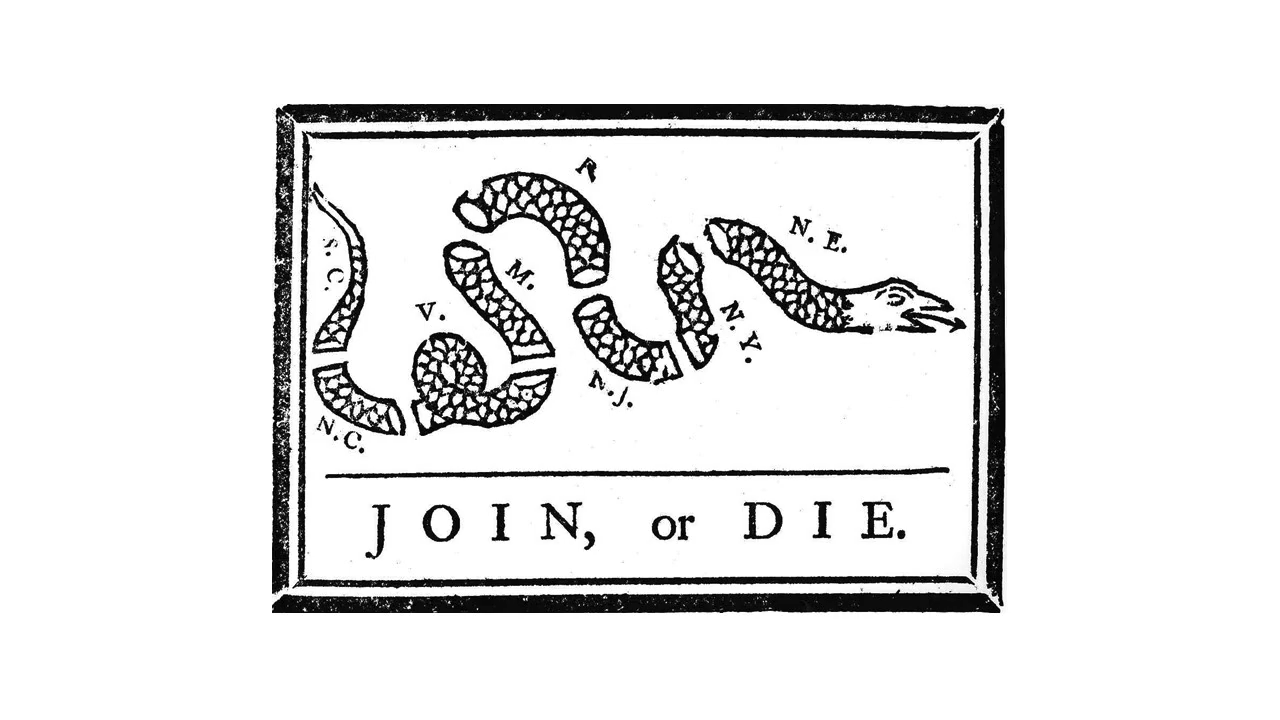 R
N. E.
S. C.
M.
V.
N. Y.
N. J.
N. C.
JOIN, or DIE.